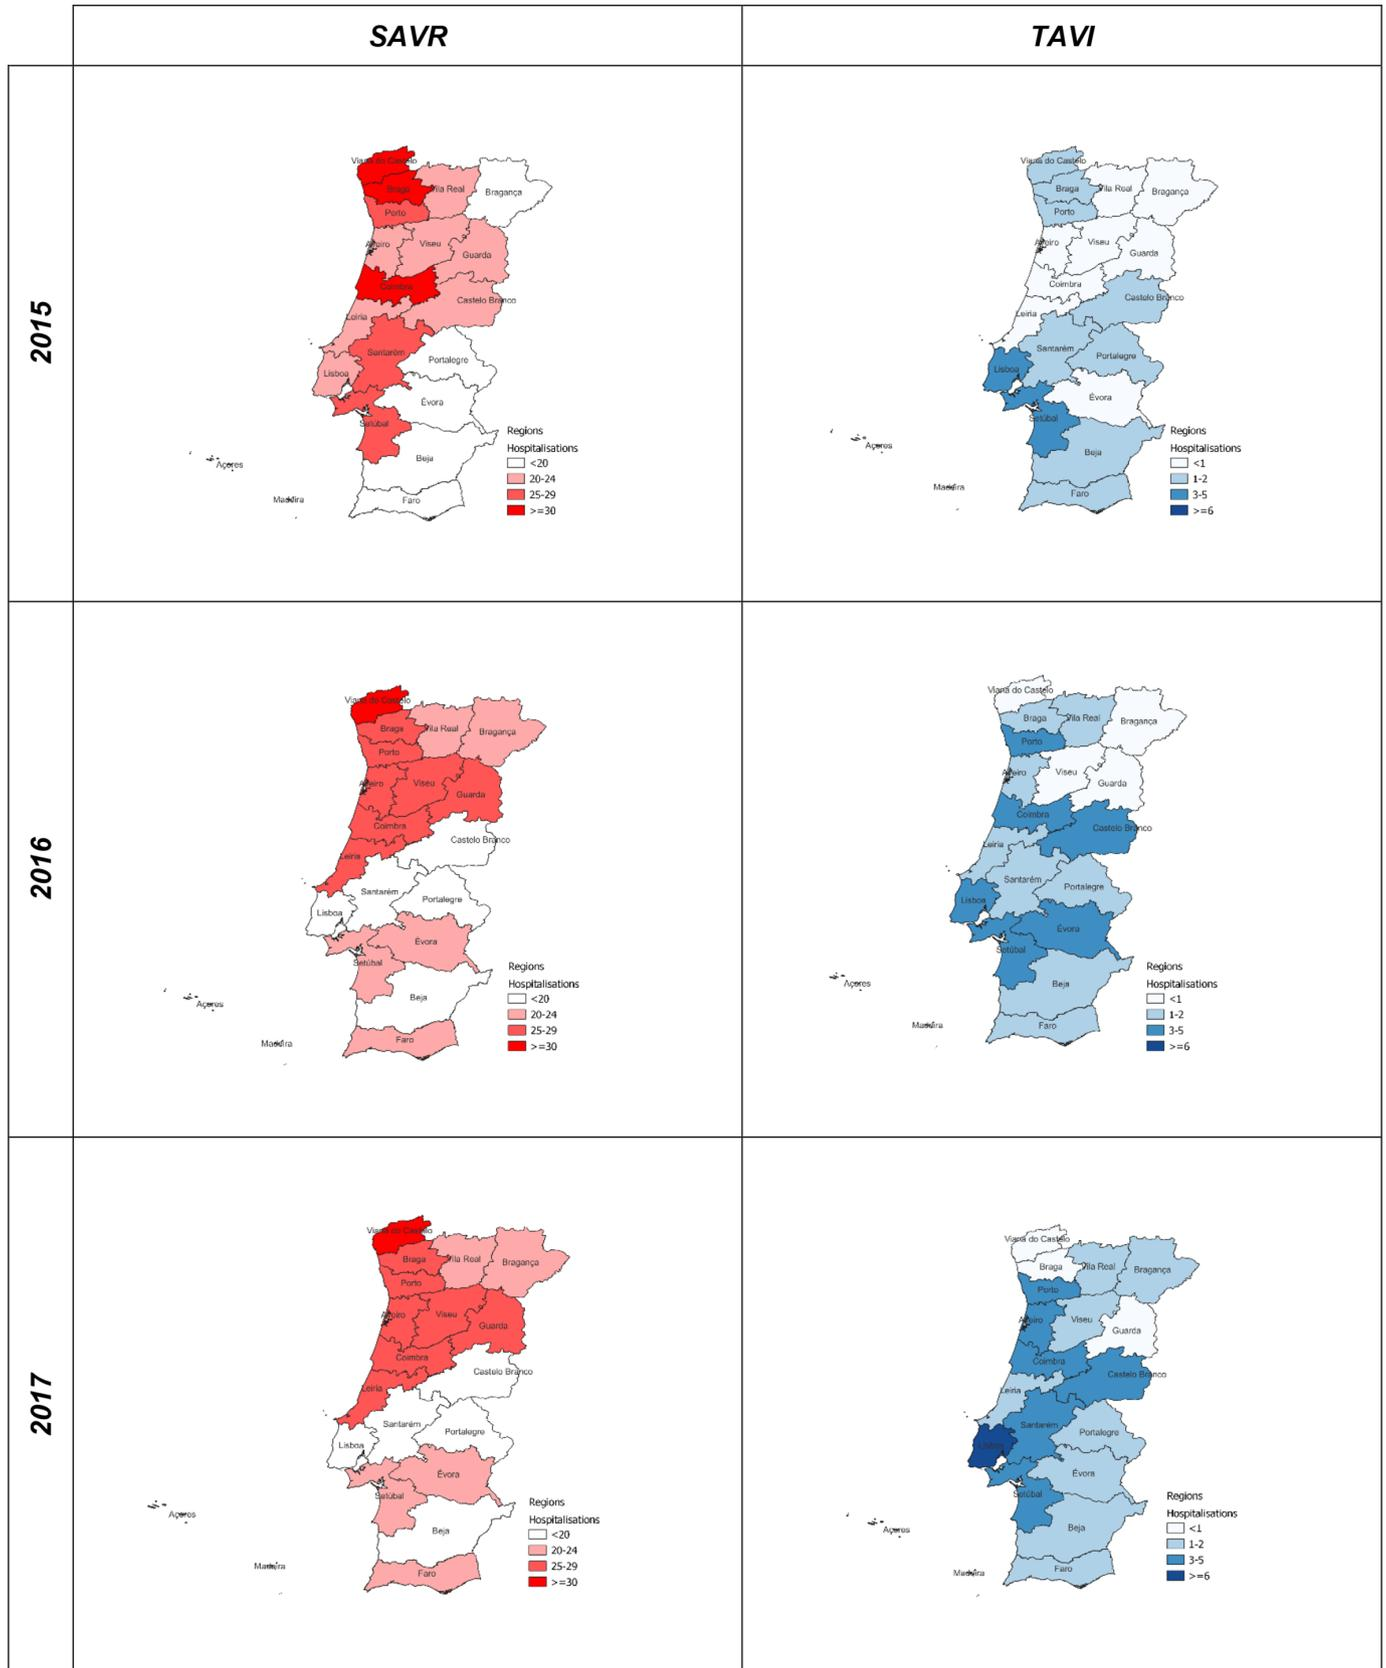 SAVR
TAVI
2015
Viana do Castelo
Braga
Vila Real
Bragança
Porto
Aveiro
Viseu
Guarda
Coimbra
Castelo Branco
Leiria
Santarém
Portalegre
Lisboa
Évora
Setúbal
Beja
Faro
Açores
Madeira
Regions
Hospitalisations
<20
20-24
25-29
>=30
Viana do Castelo
Braga
Vila Real
Bragança
Porto
Aveiro
Viseu
Guarda
Coimbra
Castelo Branco
Leiria
Santarém
Portalegre
Lisboa
Évora
Setúbal
Beja
Faro
Açores
Madeira
Regions
Hospitalisations
<1
1-2
3-5
>=6
2016
Viana do Castelo
Braga
Vila Real
Bragança
Porto
Aveiro
Viseu
Guarda
Coimbra
Castelo Branco
Leiria
Santarém
Portalegre
Lisboa
Évora
Setúbal
Beja
Faro
Açores
Madeira
Regions
Hospitalisations
<20
20-24
25-29
>=30
Viana do Castelo
Braga
Vila Real
Bragança
Porto
Aveiro
Viseu
Guarda
Coimbra
Castelo Branco
Leiria
Santarém
Portalegre
Lisboa
Évora
Setúbal
Beja
Faro
Açores
Madeira
Regions
Hospitalisations
<1
1-2
3-5
>=6
2017
Viana do Castelo
Braga
Vila Real
Bragança
Porto
Aveiro
Viseu
Guarda
Coimbra
Castelo Branco
Leiria
Santarém
Portalegre
Lisboa
Évora
Setúbal
Beja
Faro
Açores
Madeira
Regions
Hospitalisations
<20
20-24
25-29
>=30
Viana do Castelo
Braga
Vila Real
Bragança
Porto
Aveiro
Viseu
Guarda
Coimbra
Castelo Branco
Leiria
Santarém
Portalegre
Lisboa
Évora
Setúbal
Beja
Faro
Açores
Madeira
Regions
Hospitalisations
<1
1-2
3-5
>=6